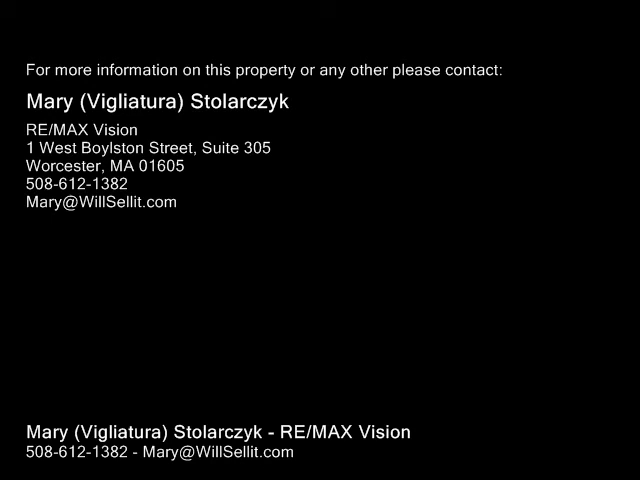 For more information on this property or any other please contact:
Mary (Vigliatura) Stolarczyk
RE/MAX Vision
1 West Boylston Street, Suite 305
Worcester, MA 01605
508-612-1382
Mary@WillSellit.com
Mary (Vigliatura) Stolarczyk - RE/MAX Vision
508-612-1382 - Mary@WillSellit.com